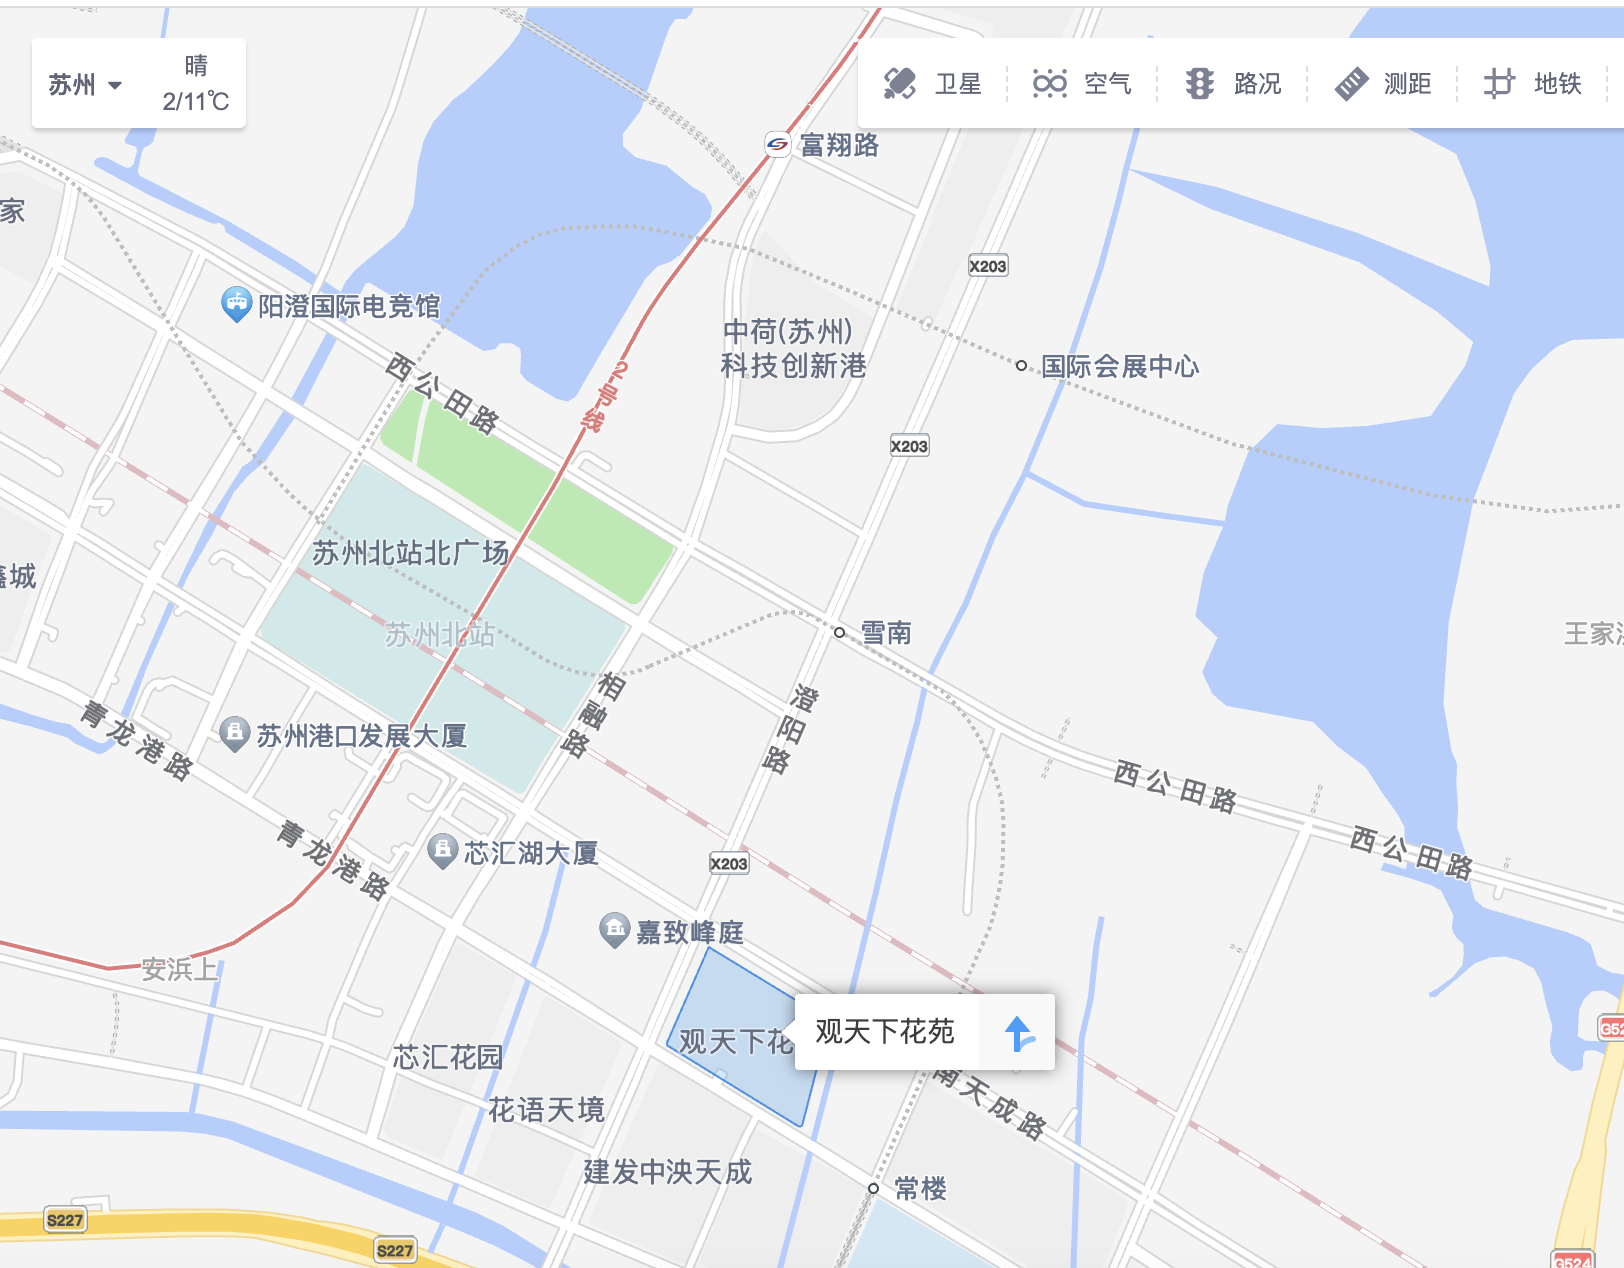 晴
苏州
2/11℃
卫星
空气
路况
测距
地铁
富翔路
家
X203
阳澄国际电竞馆
中荷(苏州)
科技创新港
国际会展中心
西公田路
2号线
X203
苏州北站北广场
鑫城
苏州北站
雪南
王家
相融路
澄阳路
青龙港路
苏州港口发展大厦
西公田路
西公田路
青龙港路
芯汇湖大厦
X203
嘉致峰庭
安浜上
观天下花
观天下花苑
G52
芯汇花园
南天成路
花语天境
建发中泱天成
常楼
S227
S227
G524